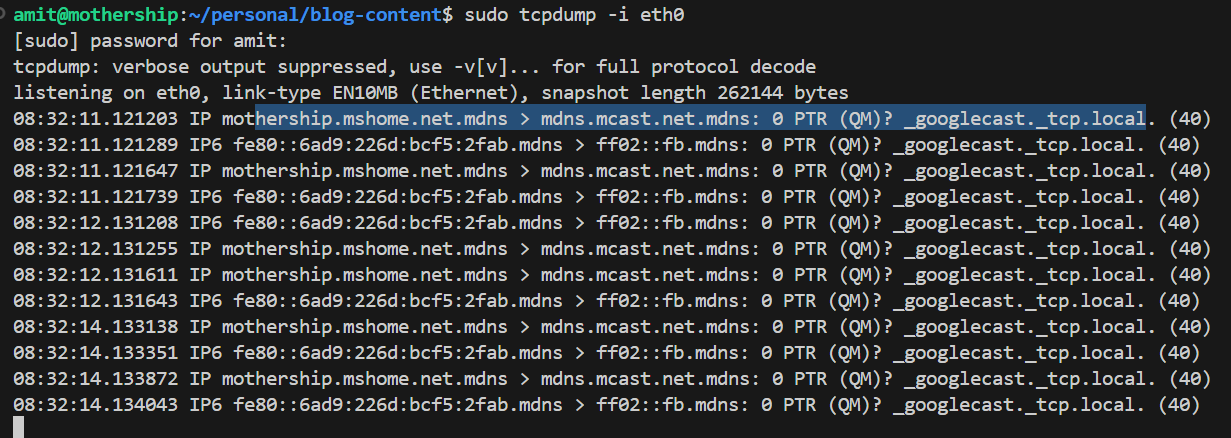 amit@mothership:~/personal/blog-content$ sudo tcpdump -i eth0
[sudo] password for amit:
tcpdump: verbose output suppressed, use -v[v]... for full protocol decode
listening on eth0, link-type EN10MB (Ethernet), snapshot length 262144 bytes
08:32:11.121203 IP mothership.mshome.net.mdns > mdns.mcast.net.mdns: 0 PTR (QM)? _googlecast._tcp.local. (40)
08:32:11.121289 IP6 fe80::6ad9:226d:bcf5:2fab.mdns > ff02::fb.mdns: 0 PTR (QM)? _googlecast._tcp.local. (40)
08:32:11.121647 IP mothership.mshome.net.mdns > mdns.mcast.net.mdns: 0 PTR (QM)? _googlecast._tcp.local. (40)
08:32:11.121739 IP6 fe80::6ad9:226d:bcf5:2fab.mdns > ff02::fb.mdns: 0 PTR (QM)? _googlecast._tcp.local. (40)
08:32:12.131208 IP6 fe80::6ad9:226d:bcf5:2fab.mdns > ff02::fb.mdns: 0 PTR (QM)? _googlecast._tcp.local. (40)
08:32:12.131255 IP mothership.mshome.net.mdns > mdns.mcast.net.mdns: 0 PTR (QM)? _googlecast._tcp.local. (40)
08:32:12.131611 IP mothership.mshome.net.mdns > mdns.mcast.net.mdns: 0 PTR (QM)? _googlecast._tcp.local. (40)
08:32:12.131643 IP6 fe80::6ad9:226d:bcf5:2fab.mdns > ff02::fb.mdns: 0 PTR (QM)? _googlecast._tcp.local. (40)
08:32:14.133138 IP mothership.mshome.net.mdns > mdns.mcast.net.mdns: 0 PTR (QM)? _googlecast._tcp.local. (40)
08:32:14.133351 IP6 fe80::6ad9:226d:bcf5:2fab.mdns > ff02::fb.mdns: 0 PTR (QM)? _googlecast._tcp.local. (40)
08:32:14.133872 IP mothership.mshome.net.mdns > mdns.mcast.net.mdns: 0 PTR (QM)? _googlecast._tcp.local. (40)
08:32:14.134043 IP6 fe80::6ad9:226d:bcf5:2fab.mdns > ff02::fb.mdns: 0 PTR (QM)? _googlecast._tcp.local. (40)